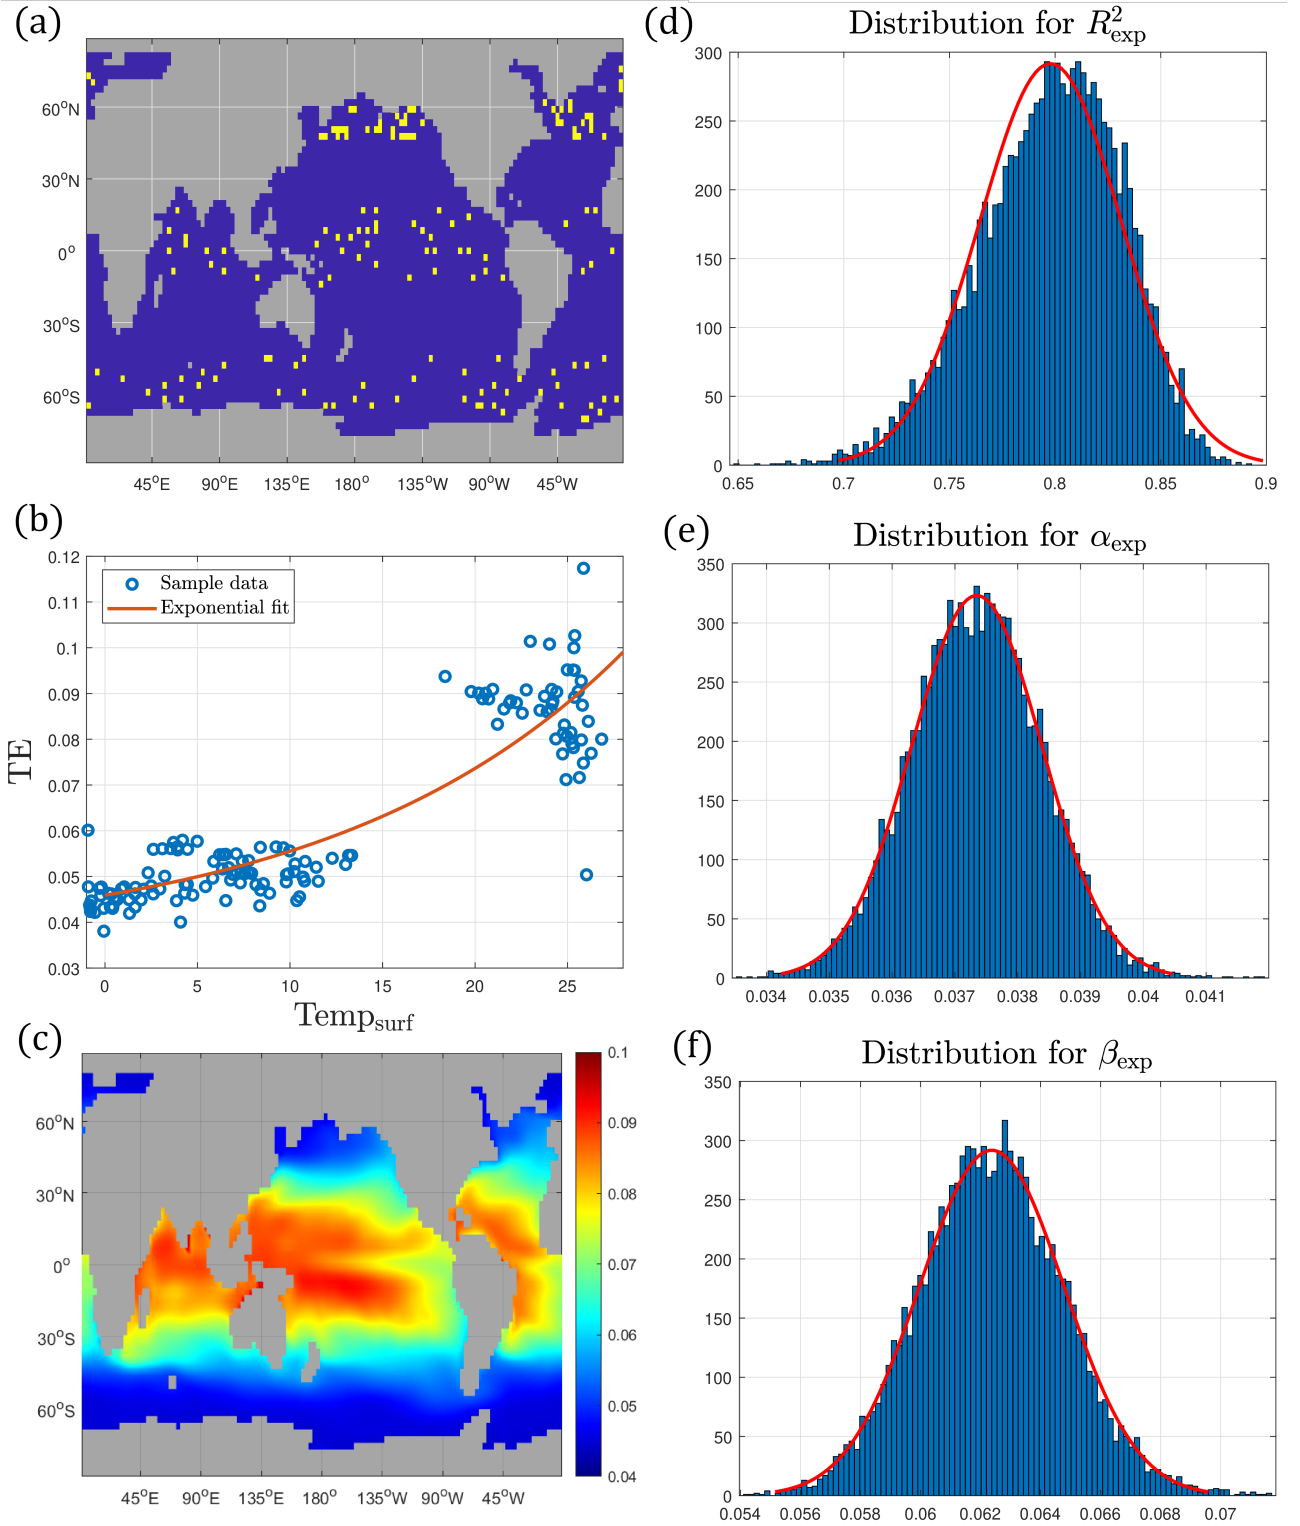 (a)
60°N
30°N
0°
30°S
60°S
45°E 90°E 135°E 180° 135°W 90°W 45°W
(b)
0.12
0.11
0.1
0.09
0.08
0.07
0.06
0.05
0.04
0.03
TE
Sample data
Exponential fit
0 5 10 15 20 25
Temp_surf
(c)
60°N
30°N
0°
30°S
60°S
45°E 90°E 135°E 180° 135°W 90°W 45°W
0.1
0.09
0.08
0.07
0.06
0.05
0.04
(d)
Distribution for R²_exp
300
250
200
150
100
50
0
0.65 0.7 0.75 0.8 0.85 0.9
(e)
Distribution for α_exp
350
300
250
200
150
100
50
0
0.034 0.035 0.036 0.037 0.038 0.039 0.04 0.041
(f)
Distribution for β_exp
350
300
250
200
150
100
50
0
0.054 0.056 0.058 0.06 0.062 0.064 0.066 0.068 0.07